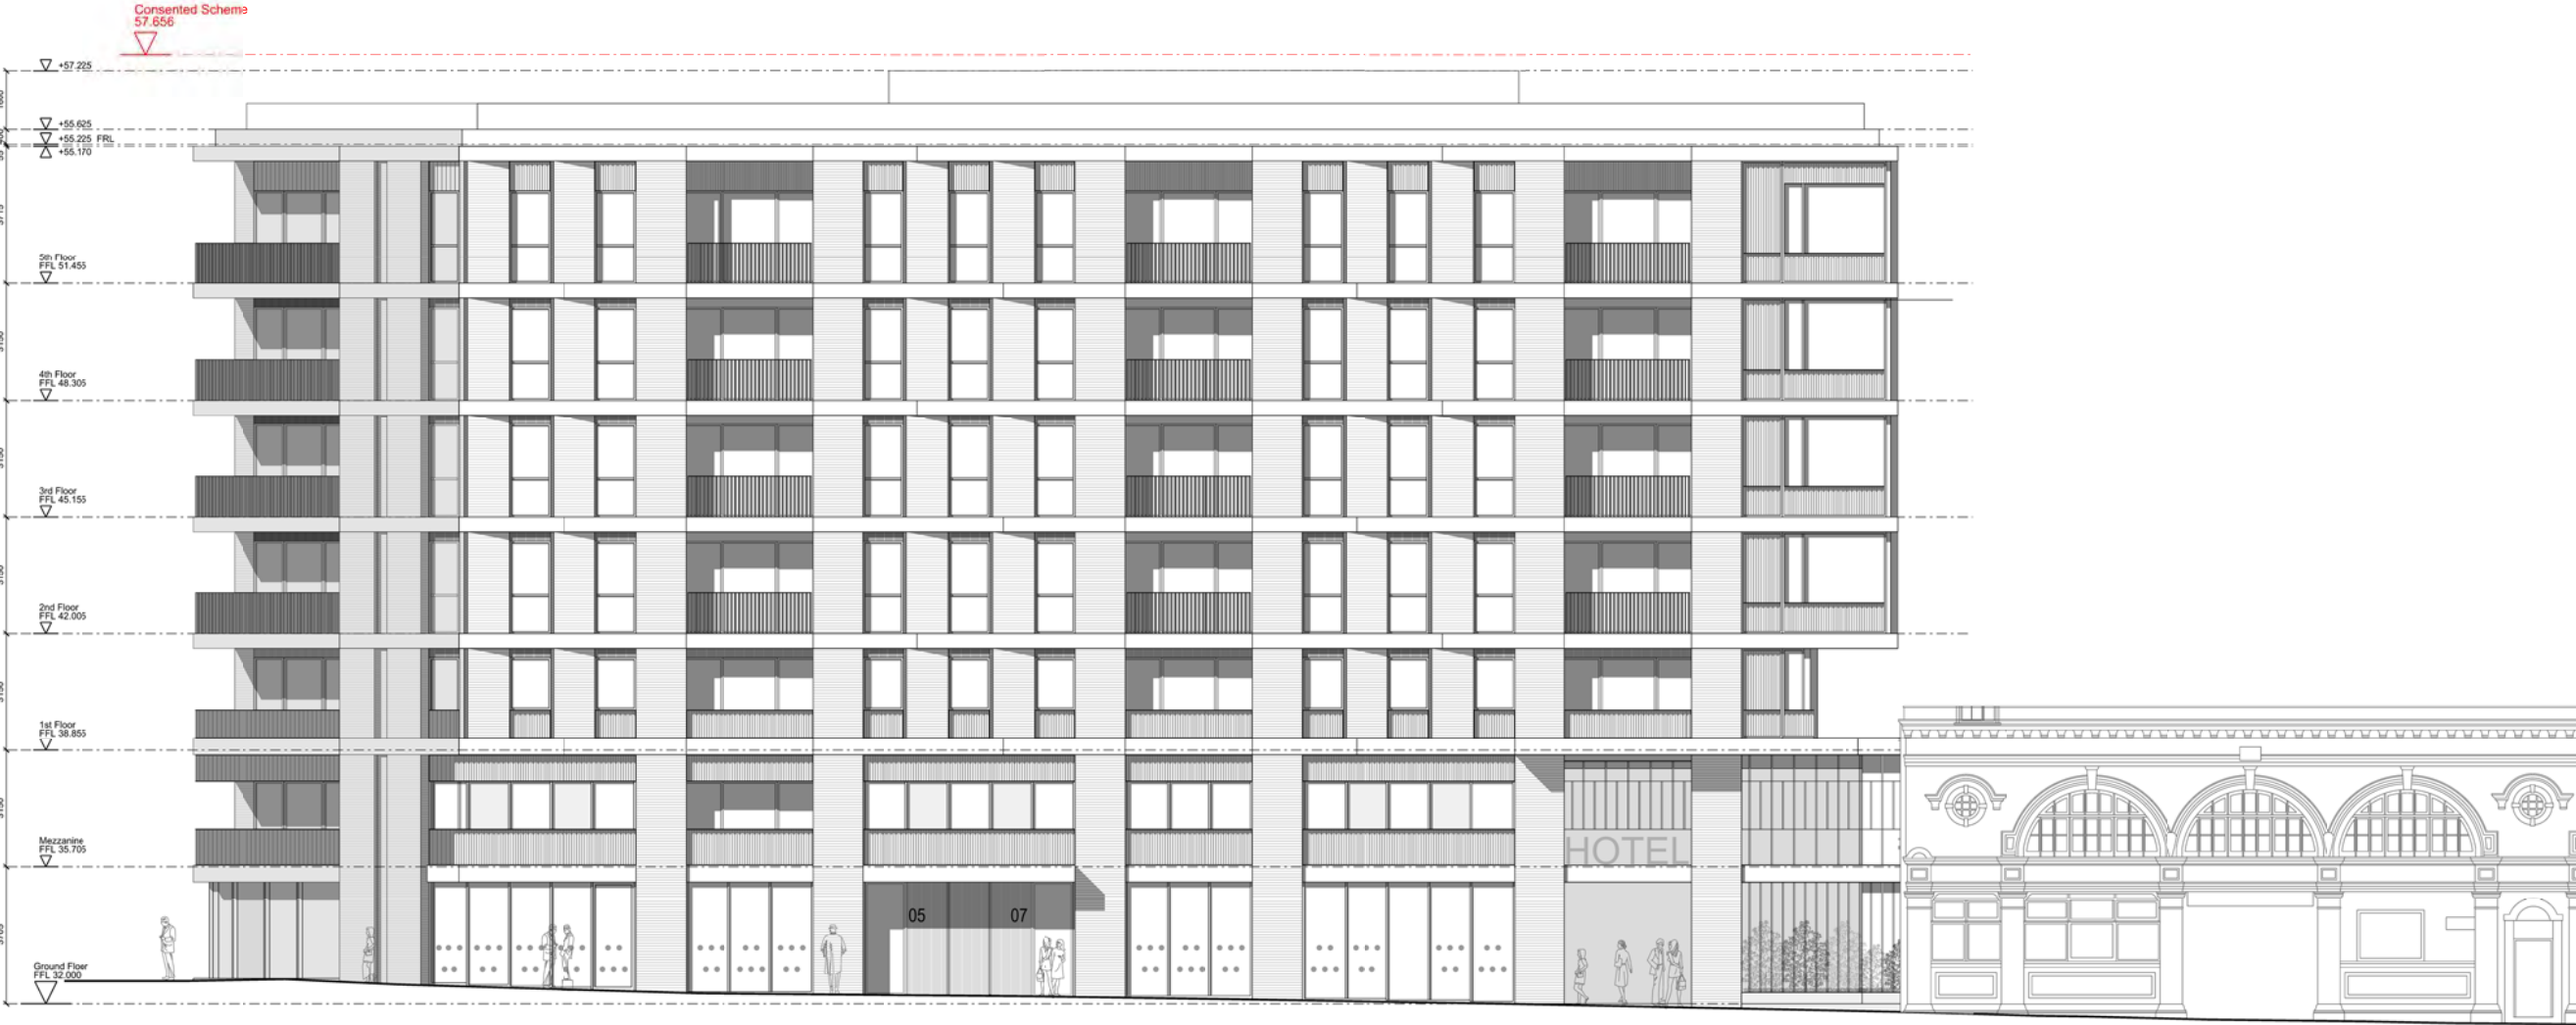 Consented Scheme
57.656
+57.225
+55.625
+55.225 FRL
+55.170
5th Floor
FFL 51.455
4th Floor
FFL 48.305
3rd Floor
FFL 45.155
2nd Floor
FFL 42.005
1st Floor
FFL 38.855
Mezzanine
FFL 35.705
HOTEL
05 07
Ground Floor
FFL 32.000